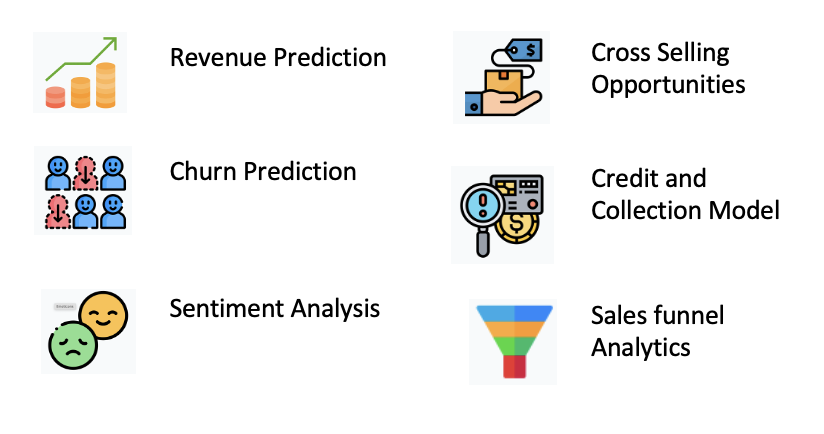 Revenue Prediction
Churn Prediction
Sentiment Analysis
Cross Selling
Opportunities
Credit and
Collection Model
Sales funnel
Analytics